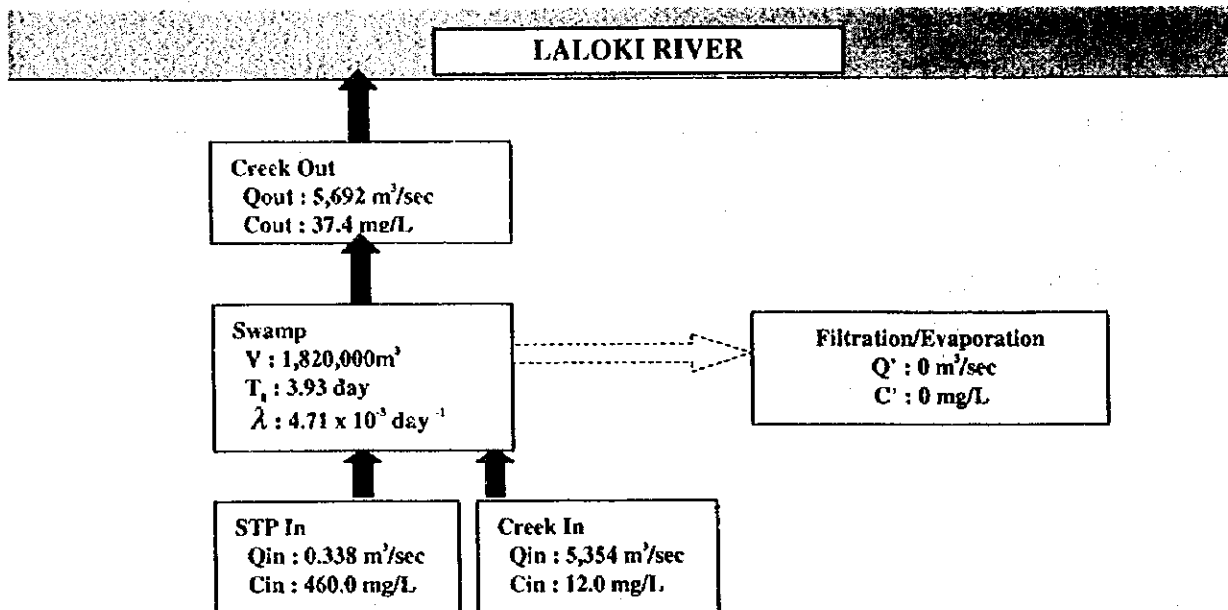 LALOKI RIVER
Creek Out
Qout : 5,692 m³/sec
Cout : 37.4 mg/L
Swamp
V : 1,820,000m³
: 3.93 day
λ : 4.71 x 10⁻³ day ⁻¹
Filtration/Evaporation
Q' : 0 m³/sec
C' : 0 mg/L
STP In
Qin : 0.338 m³/sec
Cin : 460.0 mg/L
Creek In
Qin : 5,354 m³/sec
Cin : 12.0 mg/L